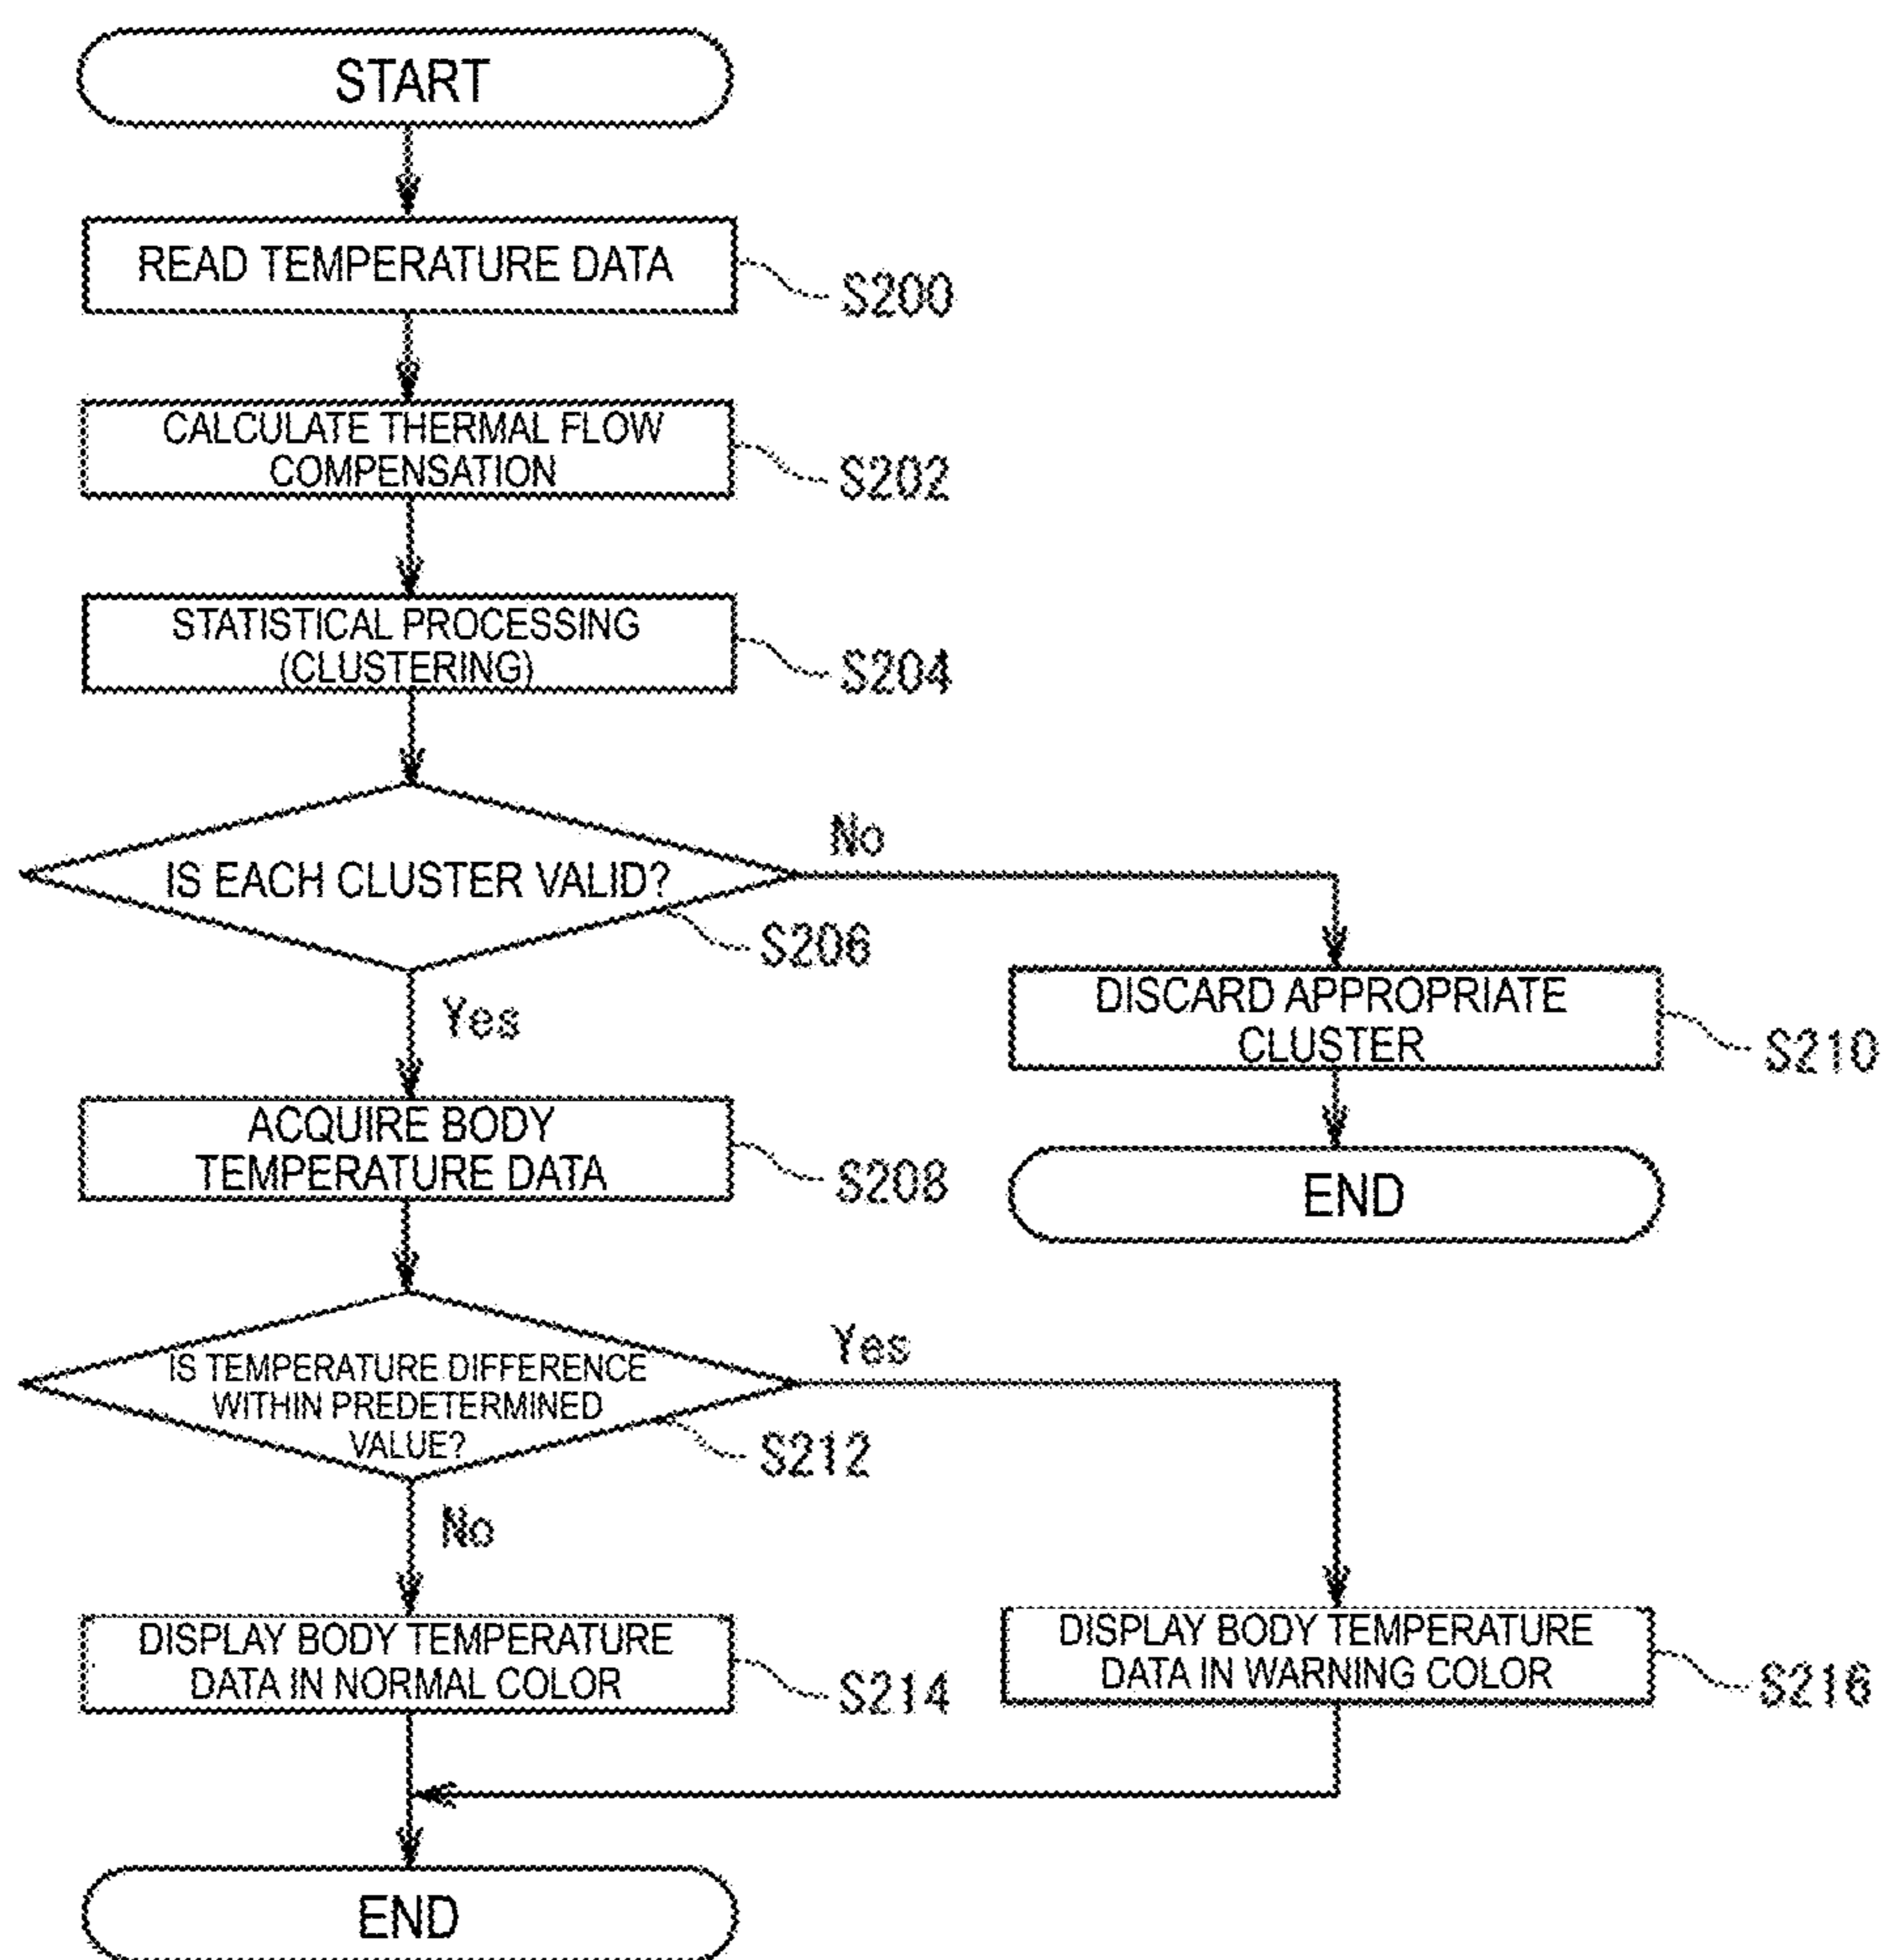 START
READ TEMPERATURE DATA
S200
CALCULATE THERMAL FLOW
COMPENSATION
S202
STATISTICAL PROCESSING
(CLUSTERING)
S204
IS EACH CLUSTER VALID?
No
S206
Yes
DISCARD APPROPRIATE
CLUSTER
S210
END
ACQUIRE BODY
TEMPERATURE DATA
S208
IS TEMPERATURE DIFFERENCE
WITHIN PREDETERMINED
VALUE?
Yes
S212
No
DISPLAY BODY TEMPERATURE
DATA IN NORMAL COLOR
S214
DISPLAY BODY TEMPERATURE
DATA IN WARNING COLOR
S216
END